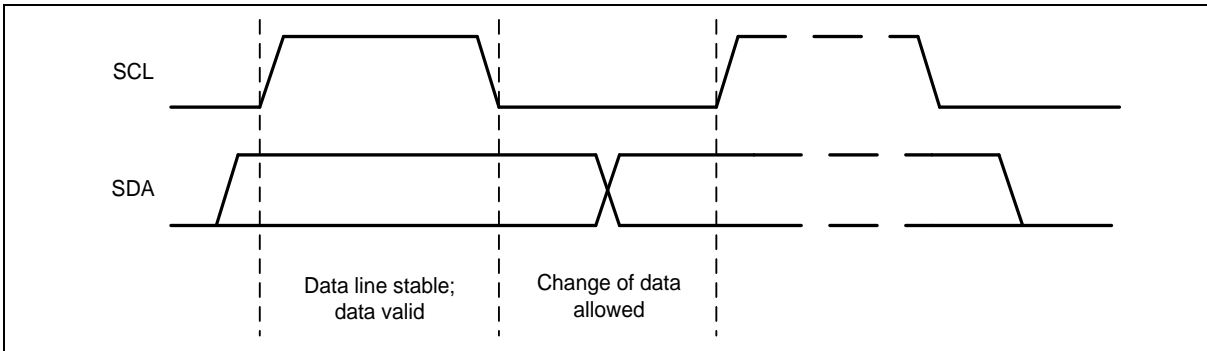 SCL
SDA
Data line stable;
data valid
Change of data
allowed